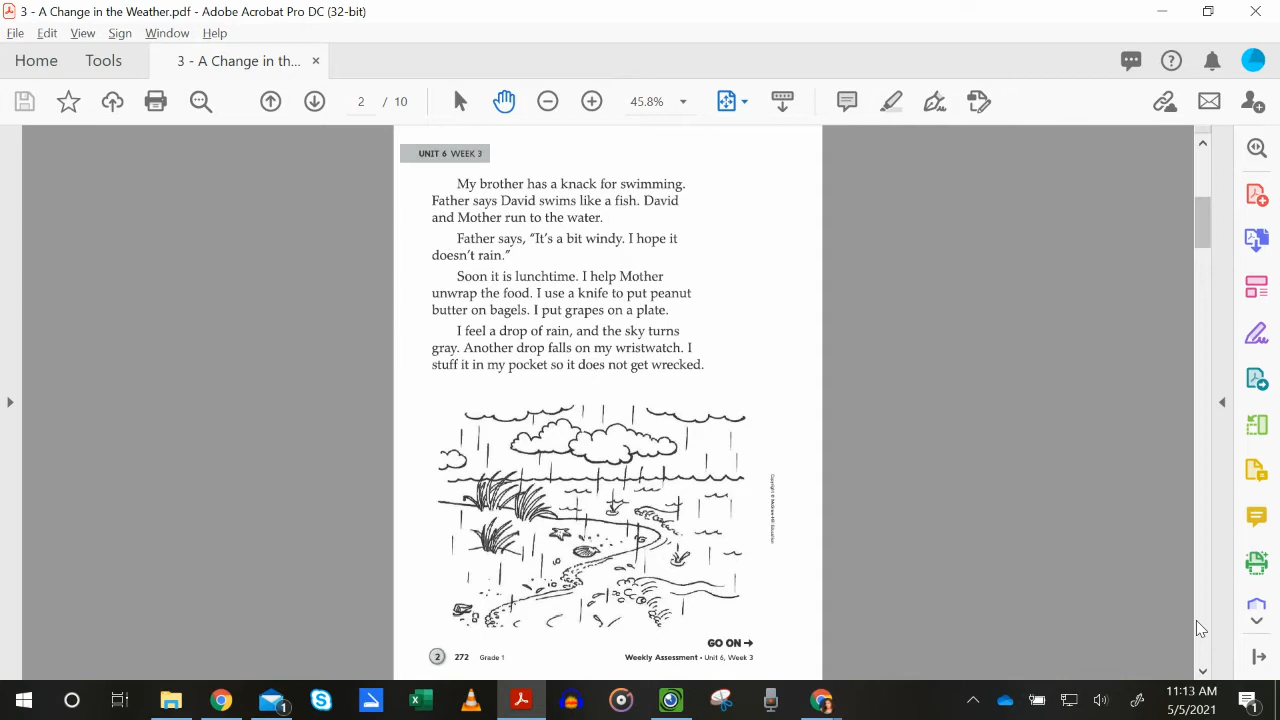 3 - A Change in the Weather.pdf - Adobe Acrobat Pro DC (32-bit)
File Edit View Sign Window Help
Home Tools 3 - A Change in th... ×
2 / 10 45.8%
UNIT 6 WEEK 3
My brother has a knack for swimming.
Father says David swims like a fish. David
and Mother run to the water.
Father says, “It’s a bit windy. I hope it
doesn’t rain.”
Soon it is lunchtime. I help Mother
unwrap the food. I use a knife to put peanut
butter on bagels. I put grapes on a plate.
I feel a drop of rain, and the sky turns
gray. Another drop falls on my wristwatch. I
stuff it in my pocket so it does not get wrecked.
Copyright © McGraw-Hill Education
GO ON →
2 272 Grade 1 Weekly Assessment • Unit 6, Week 3
1
11:13 AM
5/5/2021
1